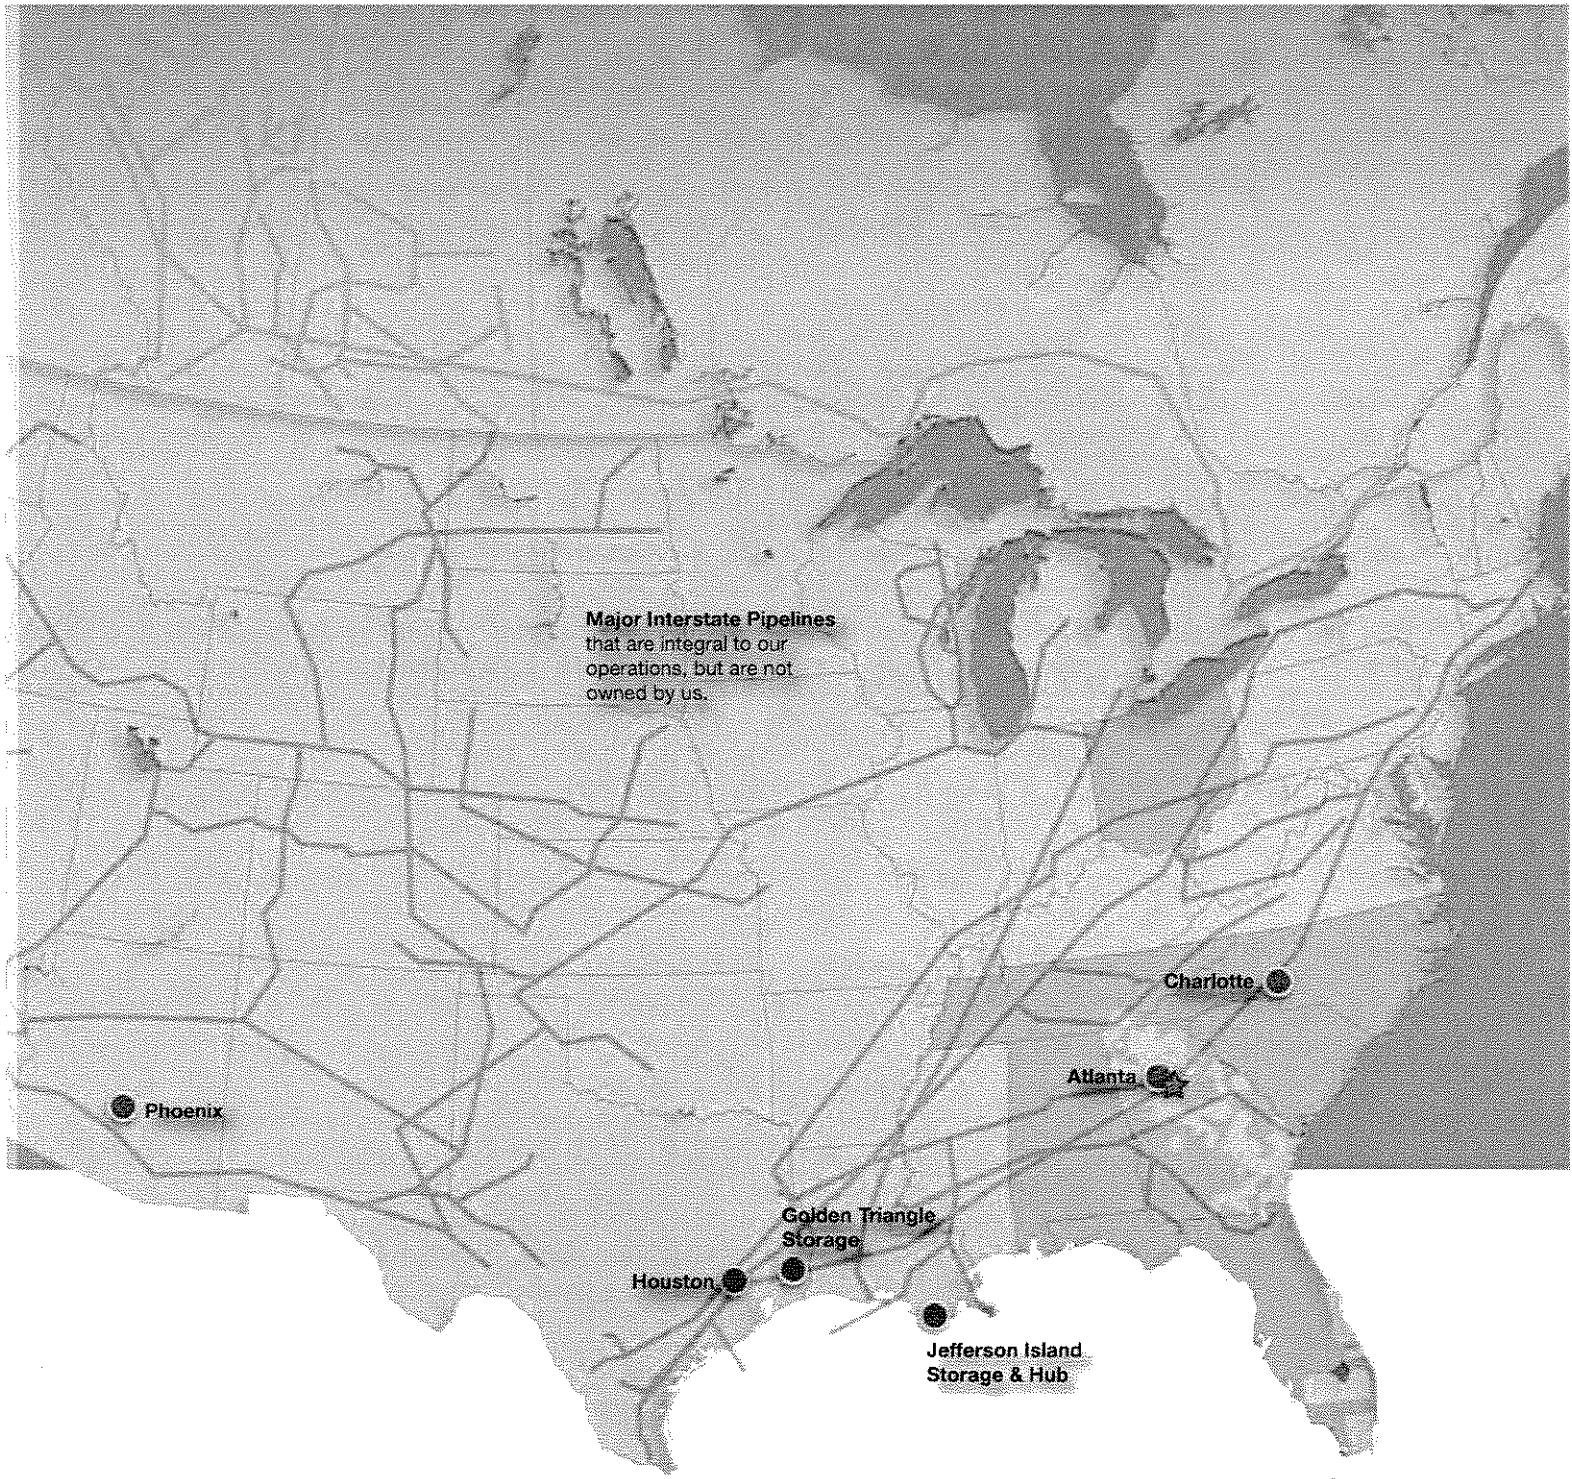 Major Interstate Pipelines
that are integral to our
operations, but are not
owned by us.
Charlotte
Atlanta
Phoenix
Golden Triangle
Storage
Houston
Jefferson Island
Storage & Hub